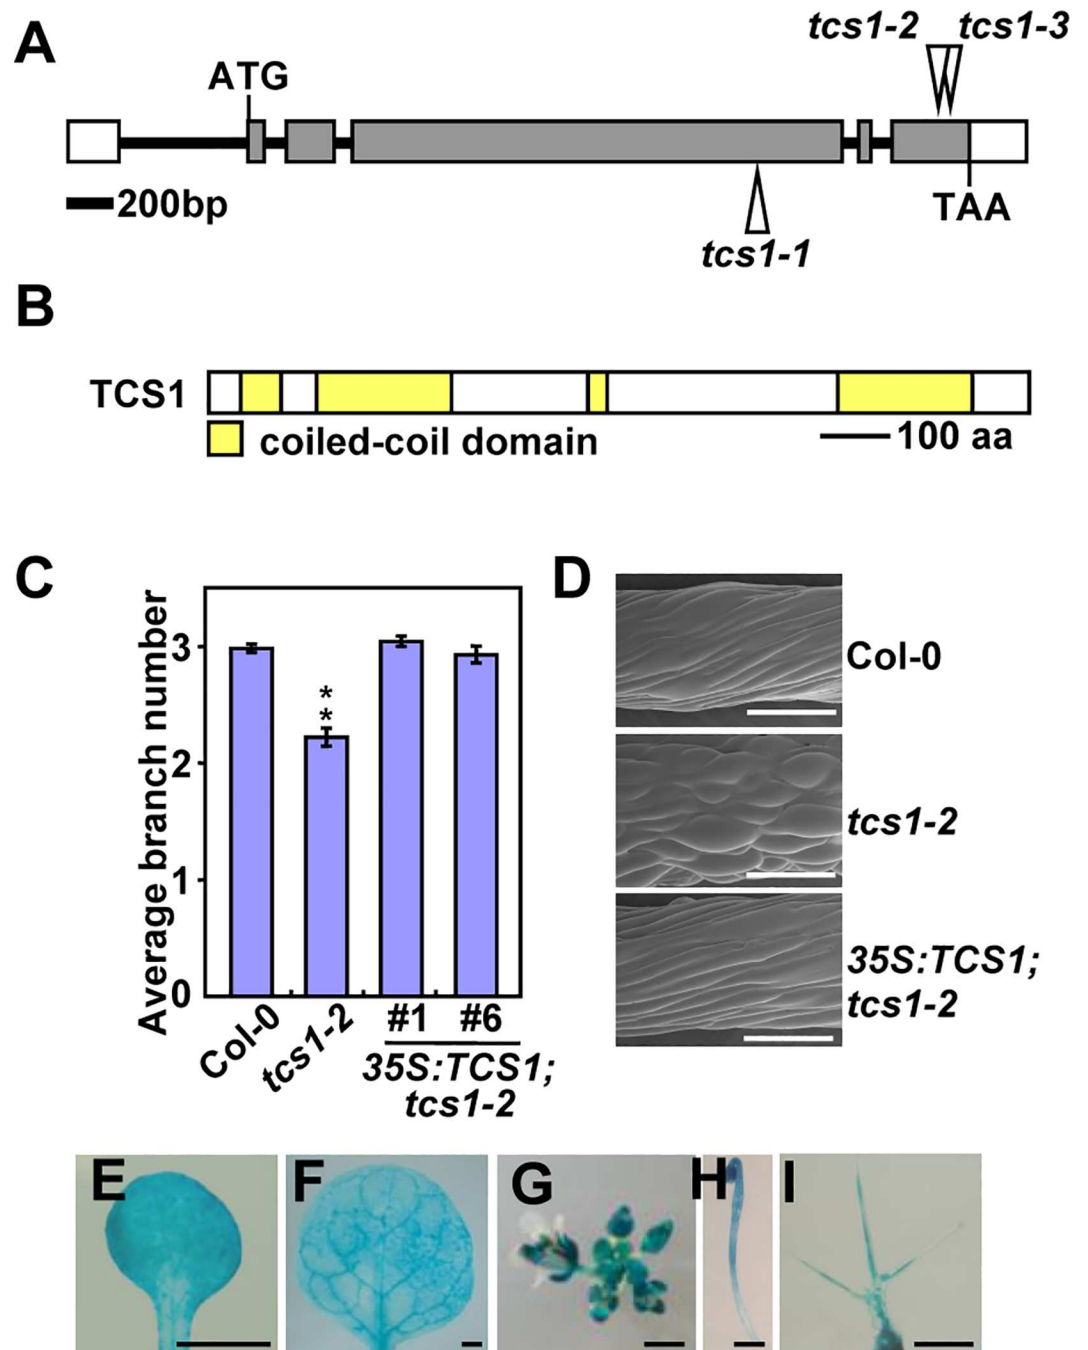 A
tcs1-2 tcs1-3
ATG
200bp
TAA
tcs1-1
B
TCS1
coiled-coil domain
100 aa
C
Average branch number
3
2
1
0
**
Col-0
tcs1-2
#1 #6
35S:TCS1;
tcs1-2
D
Col-0
tcs1-2
35S:TCS1;
tcs1-2
E F G H I